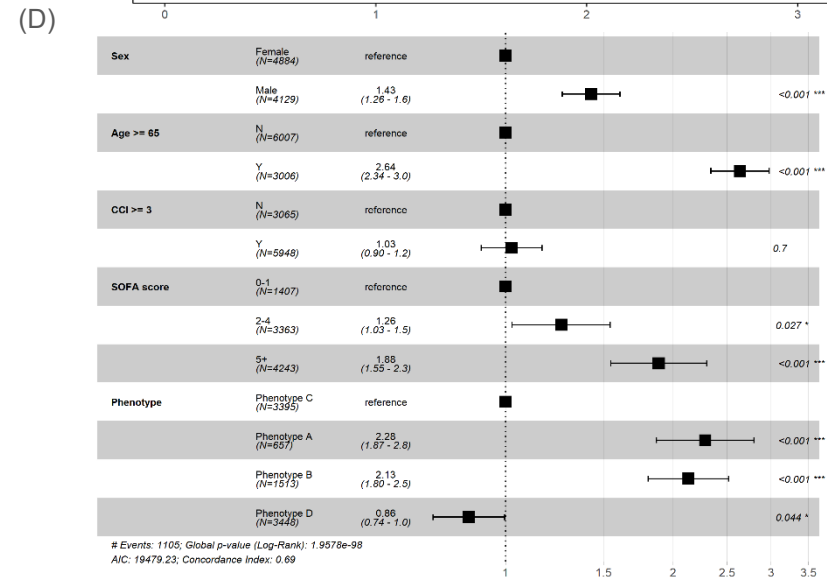 0 1 2 3
(D)
Sex Female reference
(N=4884)
Male 1.43 <0.001 ***
(N=4129) (1.26 - 1.6)
Age >= 65 N reference
(N=6007)
Y 2.64 <0.001 ***
(N=3006) (2.34 - 3.0)
CCI >= 3 N reference
(N=3065)
Y 1.03 0.7
(N=5948) (0.90 - 1.2)
SOFA score 0-1 reference
(N=1407)
2-4 1.26 0.027 *
(N=3363) (1.03 - 1.5)
5+ 1.88 <0.001 ***
(N=4243) (1.55 - 2.3)
Phenotype Phenotype C reference
(N=3395)
Phenotype A 2.28 <0.001 ***
(N=657) (1.87 - 2.8)
Phenotype B 2.13 <0.001 ***
(N=1513) (1.80 - 2.5)
Phenotype D 0.86 0.044 *
(N=3448) (0.74 - 1.0)
# Events: 1105; Global p-value (Log-Rank): 1.9578e-98
AIC: 19479.23; Concordance Index: 0.69
1 1.5 2 2.5 3 3.5